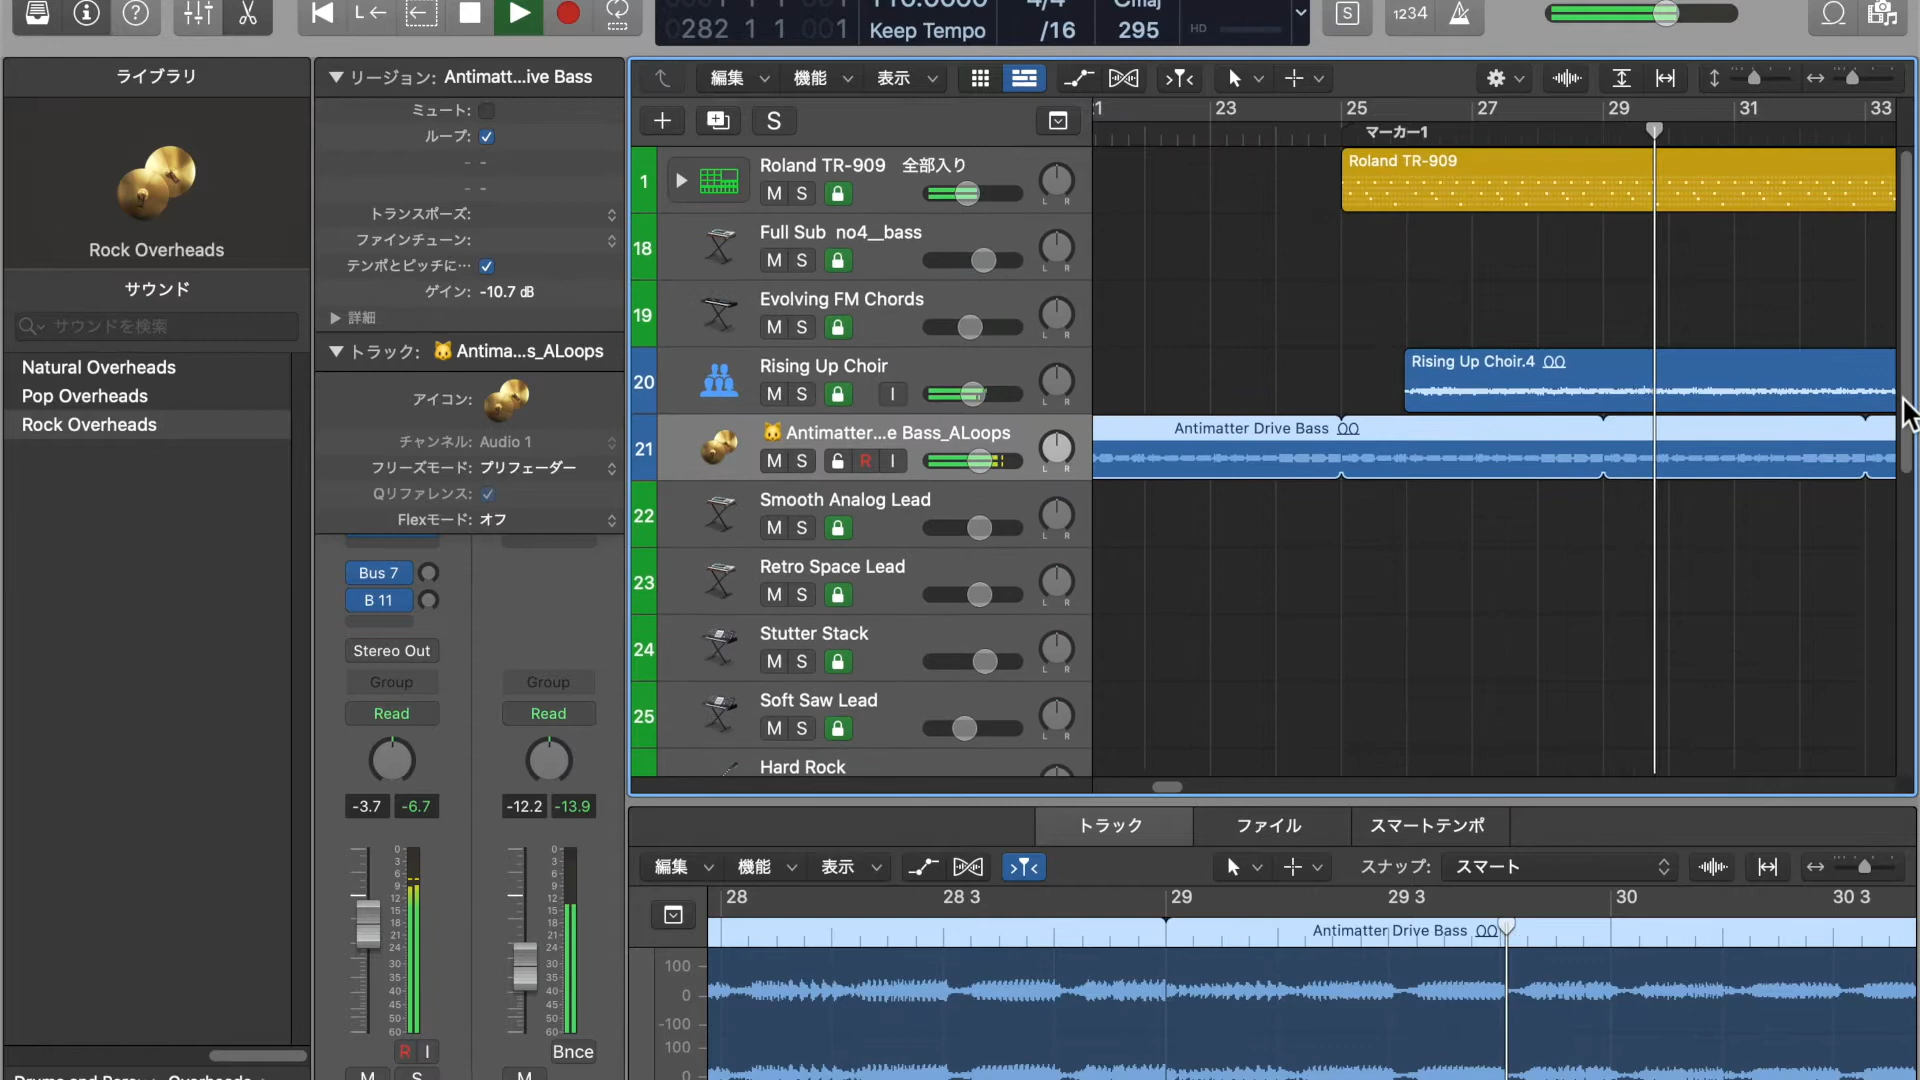 282 1 1 001
Keep Tempo
/16
295
HD
S
1234
ライブラリ
Rock Overheads
サウンド
サウンドを検索
Natural Overheads
Pop Overheads
Rock Overheads
リージョン: Antimatt...ive Bass
ミュート:
ループ:
トランスポーズ:
ファインチューン:
テンポとピッチに…
ゲイン: -10.7 dB
詳細
トラック: 🐱Antima...s_ALoops
アイコン:
チャンネル: Audio 1
フリーズモード: プリフェーダー
Qリファレンス:
Flexモード: オフ
Bus 7
B 11
Stereo Out
Group
Group
Read
Read
-3.7 -6.7
-12.2 -13.9
R I
Bnce
編集 機能 表示
S
23 25 27 29 31 33
マーカー1
1 Roland TR-909 全部入り
M S
Roland TR-909
18 Full Sub no4__bass
M S
19 Evolving FM Chords
M S
20 Rising Up Choir
M S I
Rising Up Choir.4
21 🐱Antimatter...e Bass_ALoops
M S R I
Antimatter Drive Bass
22 Smooth Analog Lead
M S
23 Retro Space Lead
M S
24 Stutter Stack
M S
25 Soft Saw Lead
M S
Hard Rock
トラック ファイル スマートテンポ
編集 機能 表示 スナップ: スマート
28 28 3 29 29 3 30 30 3
Antimatter Drive Bass
100
0
-100
100
0